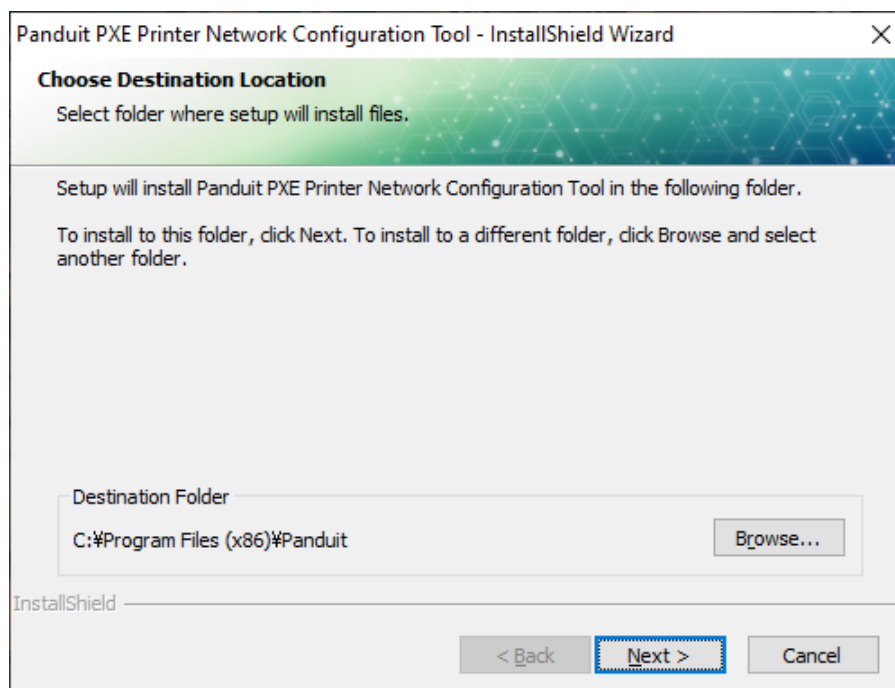 Panduit PXE Printer Network Configuration Tool - InstallShield Wizard
Choose Destination Location
Select folder where setup will install files.
Setup will install Panduit PXE Printer Network Configuration Tool in the following folder.
To install to this folder, click Next. To install to a different folder, click Browse and select
another folder.
Destination Folder
C:¥Program Files (x86)¥Panduit
Browse...
InstallShield
< Back
Next >
Cancel